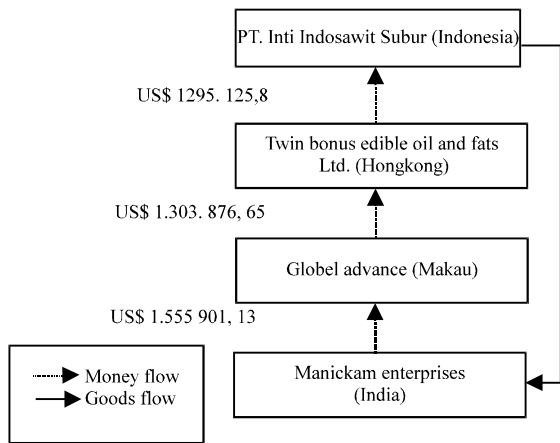 PT. Inti Indosawit Subur (Indonesia)
US$ 1295. 125,8
Twin bonus edible oil and fats
Ltd. (Hongkong)
US$ 1.303. 876, 65
Globel advance (Makau)
US$ 1.555 901, 13
Manickam enterprises
(India)
Money flow
Goods flow